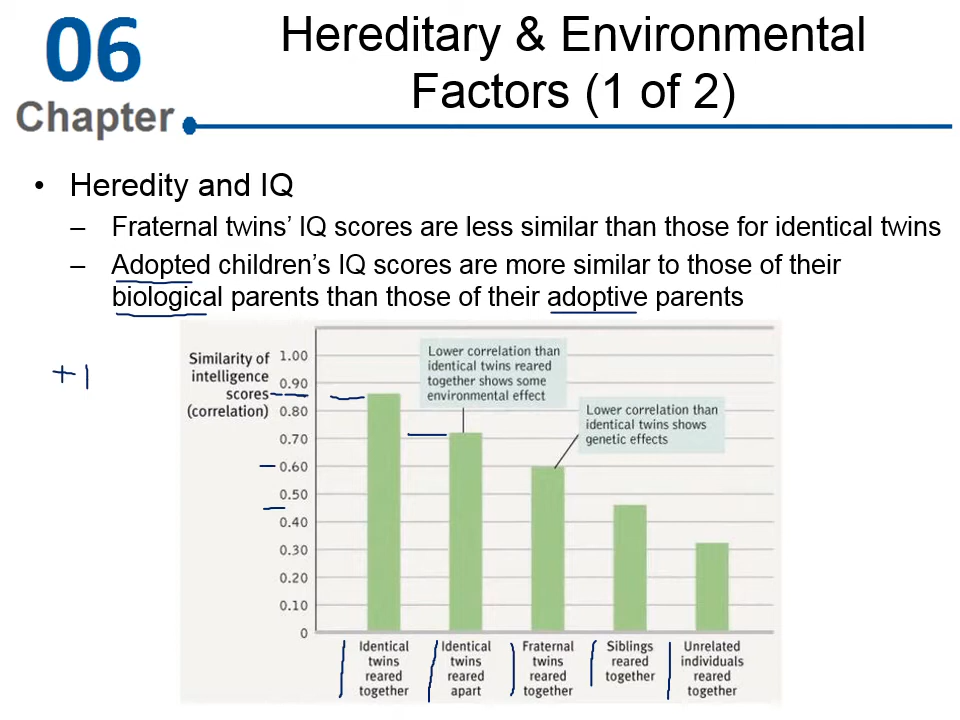 06
Chapter
Hereditary & Environmental
Factors (1 of 2)
• Heredity and IQ
– Fraternal twins’ IQ scores are less similar than those for identical twins
– Adopted children’s IQ scores are more similar to those of their
biological parents than those of their adoptive parents
+1
Similarity of
intelligence
scores
(correlation)
1.00
0.90
0.80
0.70
0.60
0.50
0.40
0.30
0.20
0.10
0
Lower correlation than
identical twins reared
together shows some
environmental effect
Lower correlation than
identical twins shows
genetic effects
Identical
twins
reared
together
Identical
twins
reared
apart
Fraternal
twins
reared
together
Siblings
reared
together
Unrelated
individuals
reared
together